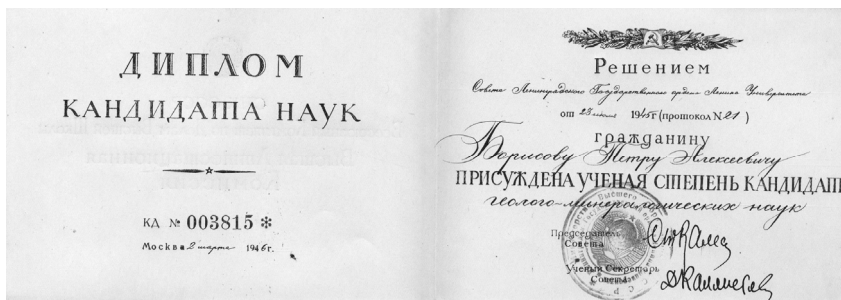 ДИПЛОМ
КАНДИДАТА НАУК
КД № 003815 *
Москва 2 марта 1946 г.
Решением
Совета Ленинградского Государственного ордена Ленина Университета
от 23 1945 г (протокол № 21)
гражданину
Борисову Петру Алексеевичу
ПРИСУЖДЕНА УЧЕНАЯ СТЕПЕНЬ КАНДИДАТ
геолого-минералогических наук
Председатель
Совета
Ученый Секретарь
Совета